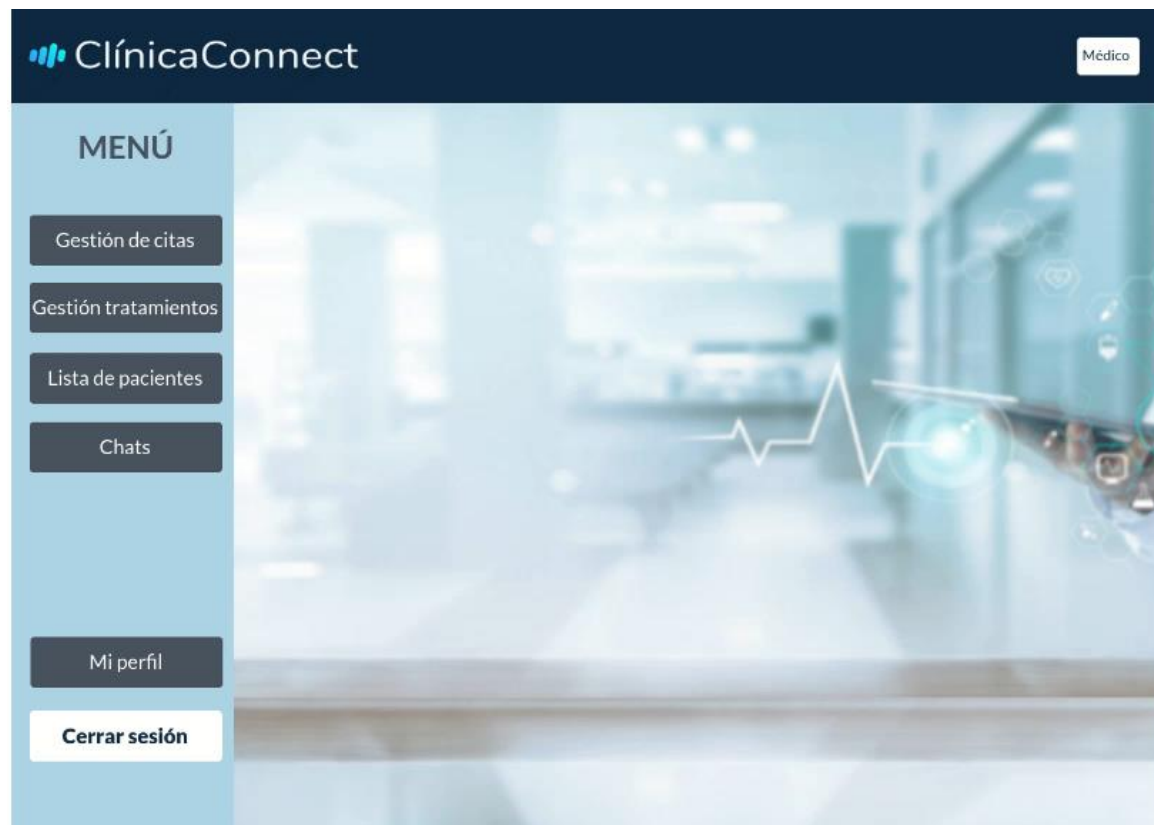 ClínicaConnect
Médico
MENÚ
Gestión de citas
Gestión tratamientos
Lista de pacientes
Chats
Mi perfil
Cerrar sesión